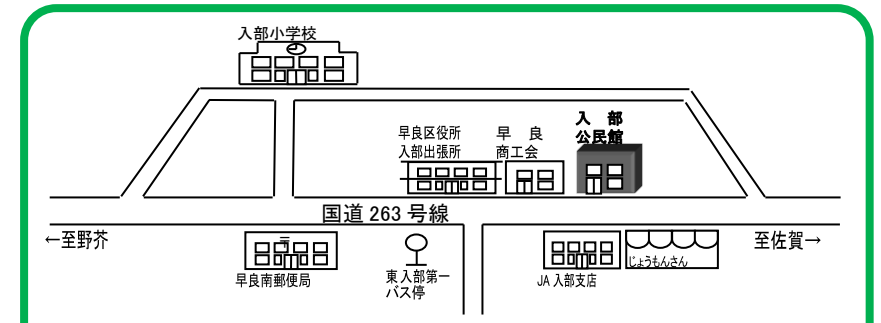 入部小学校
早良区役所
入部出張所
早　良
商工会
入　部
公民館
国道 263 号線
←至野芥
至佐賀→
〒
早良南郵便局
東入部第一
バス停
JA 入部支店
じょうもんさん